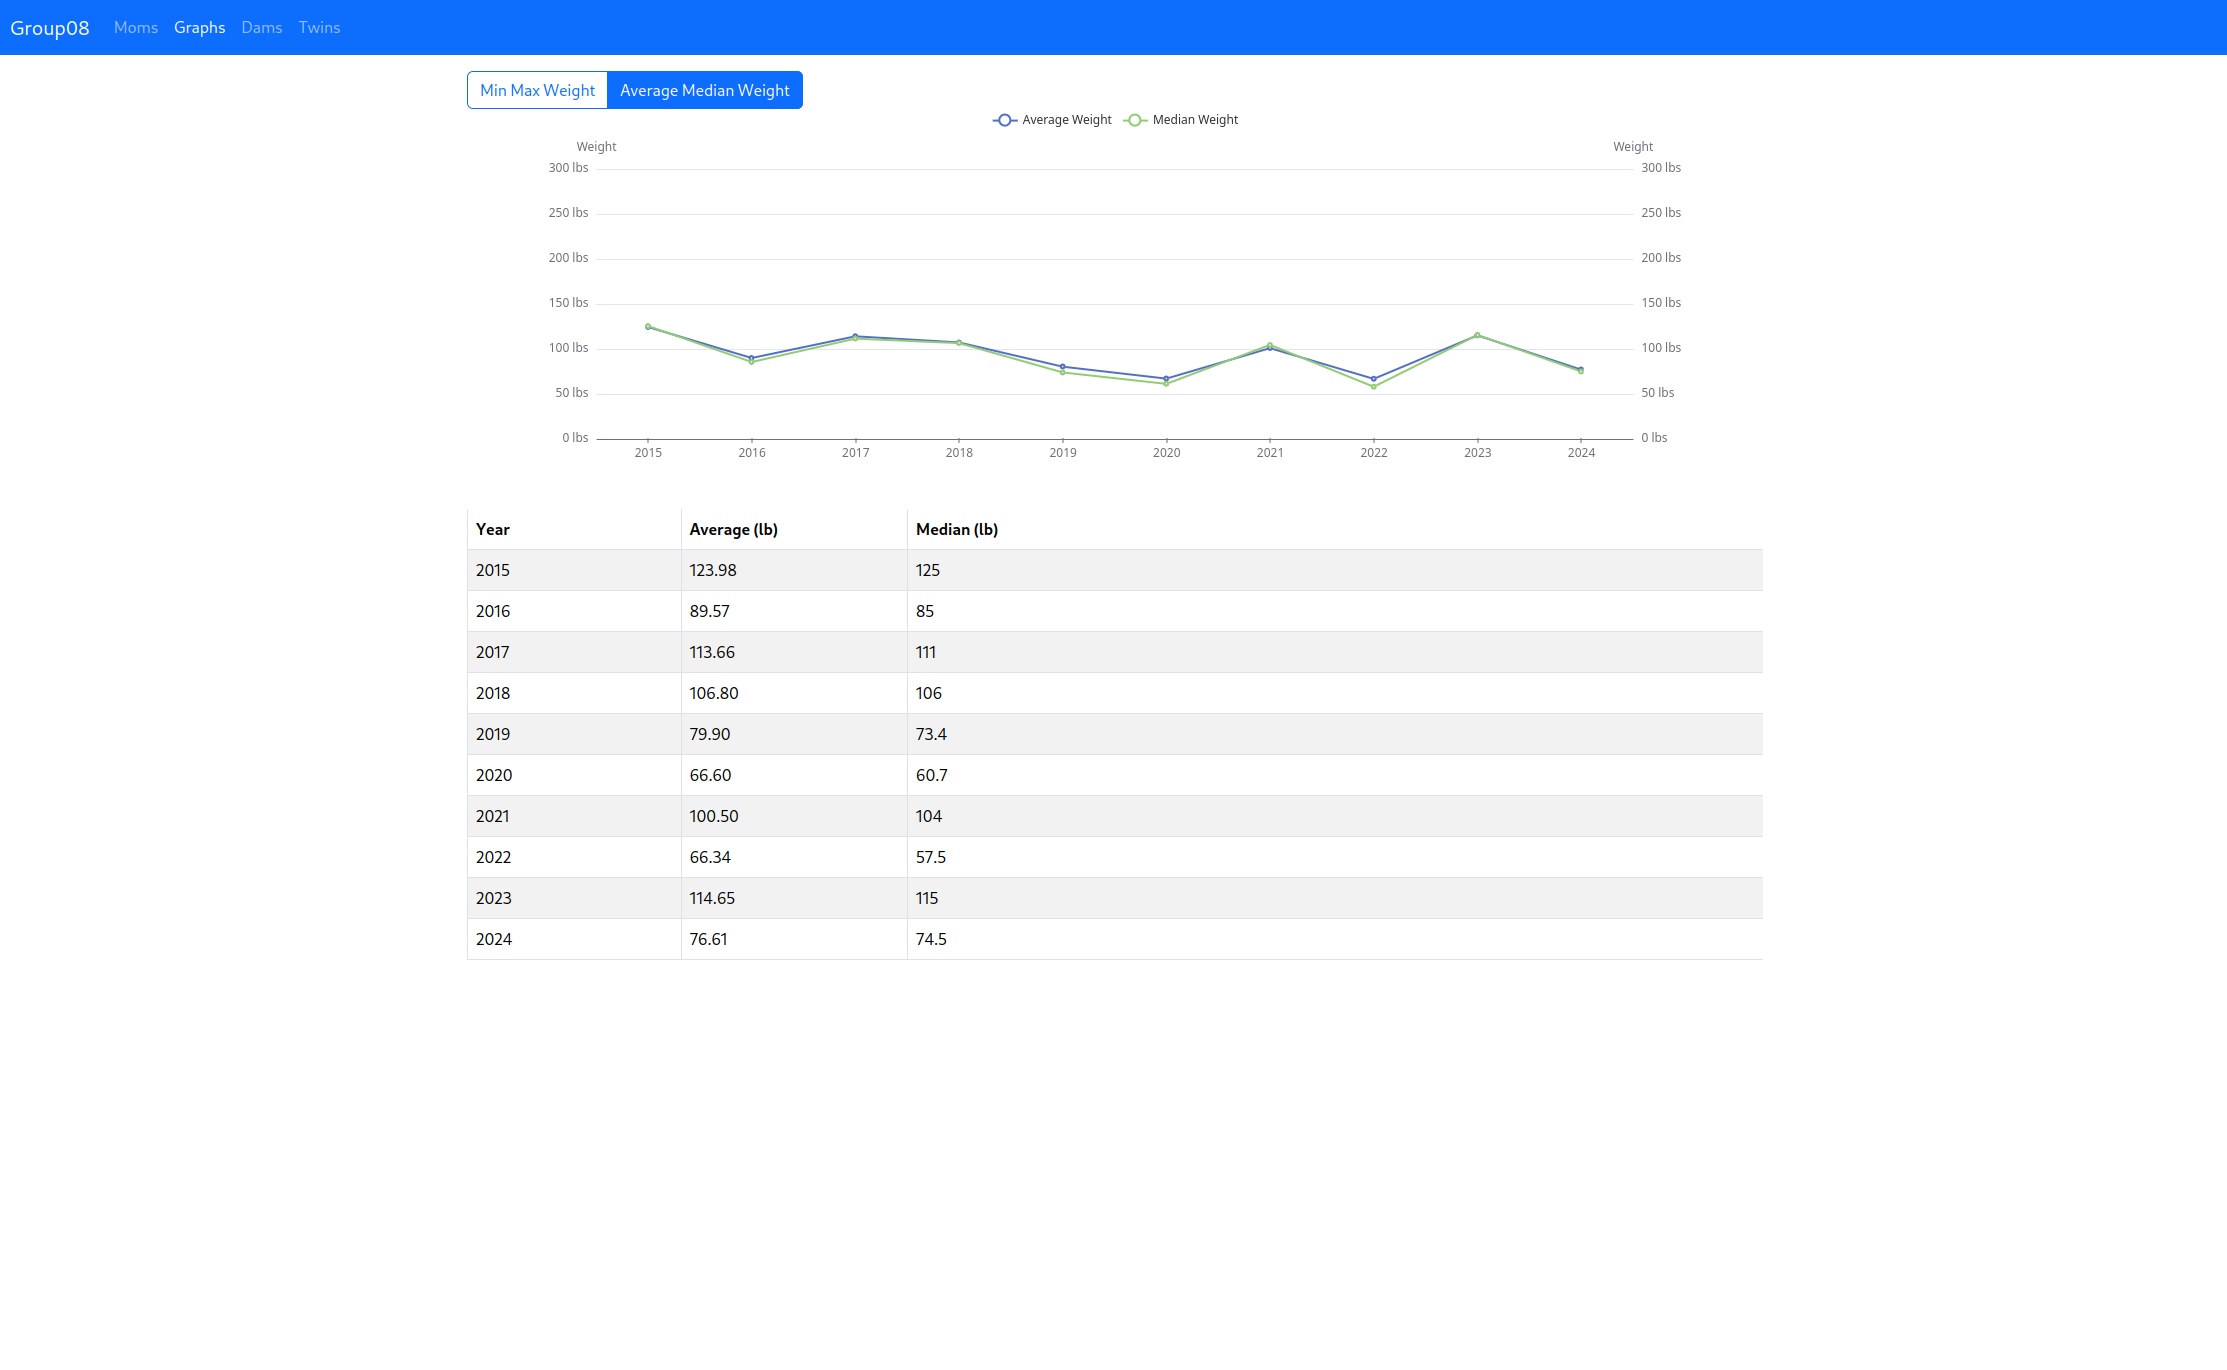 Group08 Moms Graphs Dams Twins
Min Max Weight Average Median Weight
Average Weight Median Weight
Weight Weight
300 lbs 300 lbs
250 lbs 250 lbs
200 lbs 200 lbs
150 lbs 150 lbs
100 lbs 100 lbs
50 lbs 50 lbs
0 lbs 0 lbs
2015 2016 2017 2018 2019 2020 2021 2022 2023 2024
Year Average (lb) Median (lb)
2015 123.98 125
2016 89.57 85
2017 113.66 111
2018 106.80 106
2019 79.90 73.4
2020 66.60 60.7
2021 100.50 104
2022 66.34 57.5
2023 114.65 115
2024 76.61 74.5